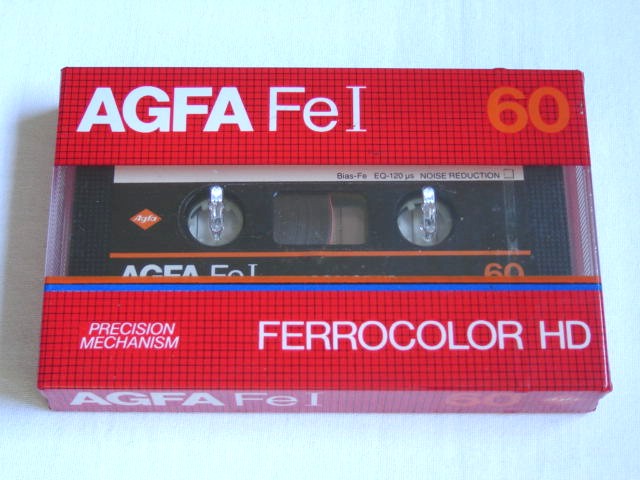 AGFA Fe I 60
Bias-Fe EQ-120 µs NOISE REDUCTION
Agfa
AGFA Fe I 60
PRECISION
MECHANISM
FERROCOLOR HD
AGFA Fe I 60